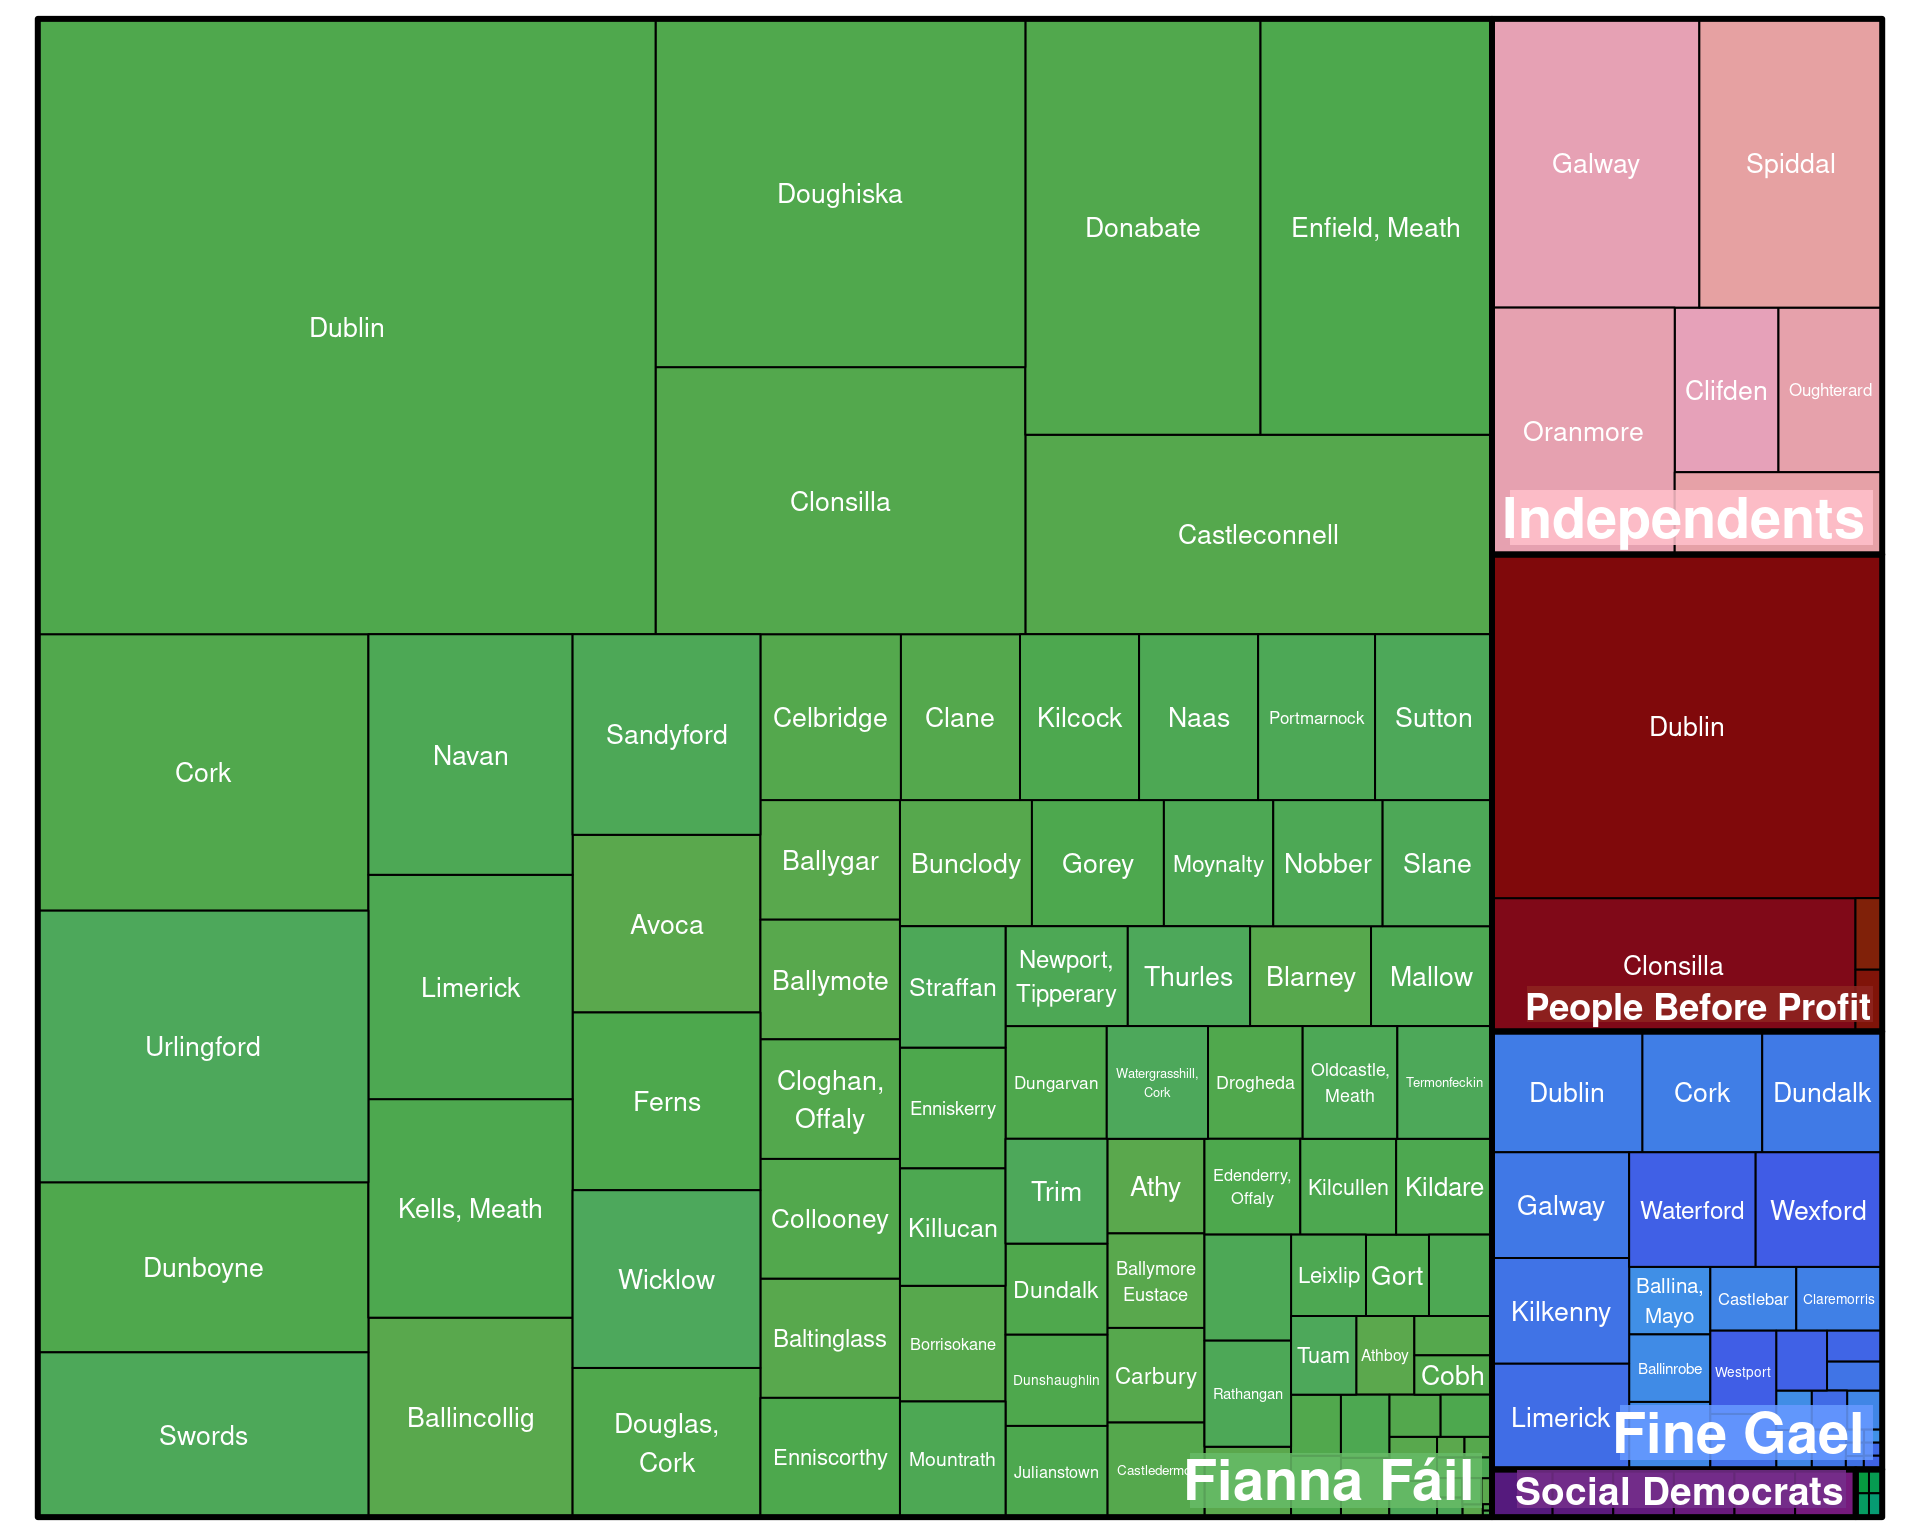 Dublin
Doughiska
Donabate
Enfield, Meath
Clonsilla
Castleconnell
Cork
Urlingford
Dunboyne
Swords
Navan
Limerick
Kells, Meath
Ballincollig
Sandyford
Avoca
Ferns
Wicklow
Douglas,
Cork
Celbridge
Clane
Kilcock
Naas
Portmarnock
Sutton
Ballygar
Ballymote
Cloghan,
Offaly
Collooney
Baltinglass
Enniscorthy
Bunclody
Gorey
Moynalty
Nobber
Slane
Straffan
Enniskerry
Killucan
Borrisokane
Mountrath
Newport,
Tipperary
Thurles
Blarney
Mallow
Dungarvan
Watergrasshill,
Cork
Drogheda
Oldcastle,
Meath
Termonfeckin
Trim
Dundalk
Dunshaughlin
Julianstown
Athy
Ballymore
Eustace
Carbury
Edenderry,
Offaly
Kilcullen
Kildare
Rathangan
Leixlip
Gort
Tuam
Athboy
Cobh
Fianna Fáil
Galway
Spiddal
Oranmore
Clifden
Oughterard
Independents
Dublin
Clonsilla
People Before Profit
Dublin
Cork
Dundalk
Galway
Waterford
Wexford
Kilkenny
Limerick
Ballina,
Mayo
Castlebar
Claremorris
Ballinrobe
Westport
Fine Gael
Social Democrats